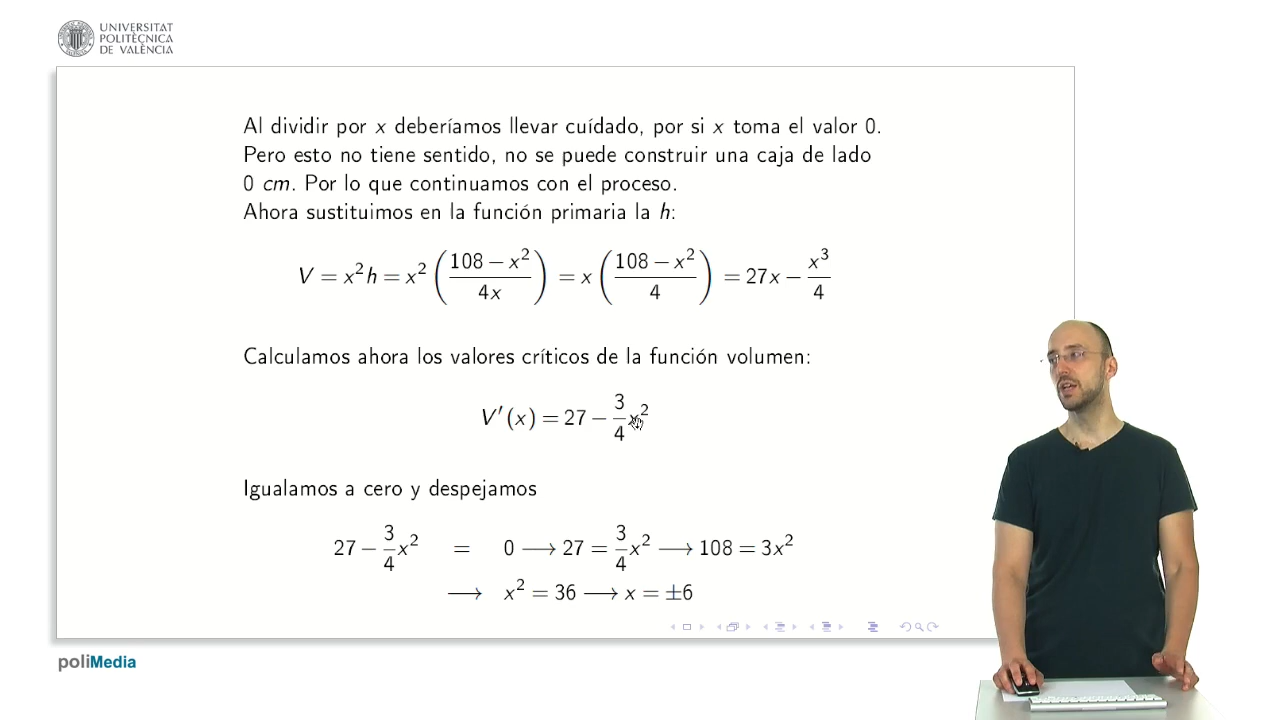 UNIVERSITAT
POLITÈCNICA
DE VALÈNCIA
Al dividir por x deberíamos llevar cuídado, por si x toma el valor 0.
Pero esto no tiene sentido, no se puede construir una caja de lado
0 cm. Por lo que continuamos con el proceso.
Ahora sustituimos en la función primaria la h:
V = x²h = x² ((108 − x²)/(4x)) = x ((108 − x²)/4) = 27x − x³/4
Calculamos ahora los valores críticos de la función volumen:
V′(x) = 27 − (3/4)x²
Igualamos a cero y despejamos
27 − (3/4)x² = 0 ⟶ 27 = (3/4)x² ⟶ 108 = 3x²
⟶ x² = 36 ⟶ x = ±6
poliMedia